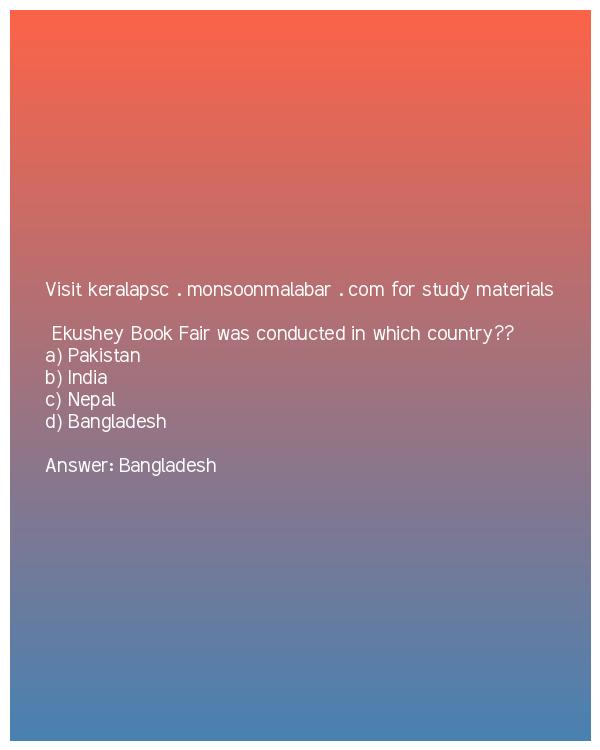 Visit keralapsc . monsoonmalabar . com for study materials
Ekushey Book Fair was conducted in which country??
a) Pakistan
b) India
c) Nepal
d) Bangladesh
Answer: Bangladesh